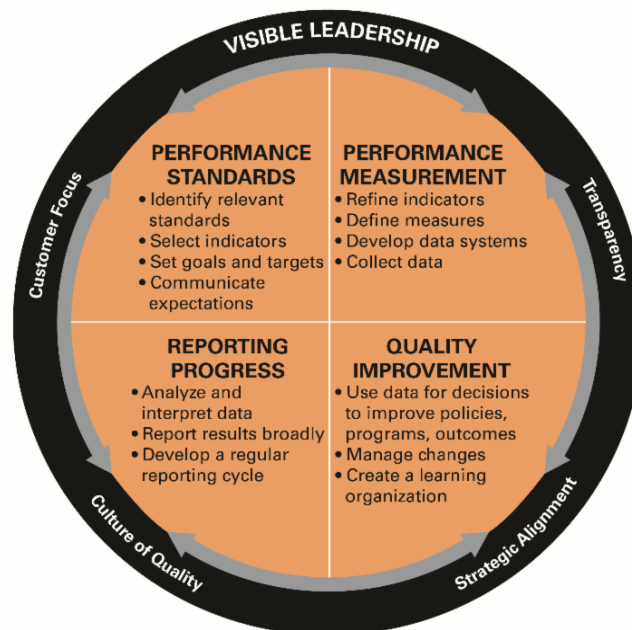 VISIBLE LEADERSHIP
Customer Focus
Transparency
PERFORMANCE
STANDARDS
• Identify relevant
standards
• Select indicators
• Set goals and targets
• Communicate
expectations
PERFORMANCE
MEASUREMENT
• Refine indicators
• Define measures
• Develop data systems
• Collect data
REPORTING
PROGRESS
• Analyze and
interpret data
• Report results broadly
• Develop a regular
reporting cycle
QUALITY
IMPROVEMENT
• Use data for decisions
to improve policies,
programs, outcomes
• Manage changes
• Create a learning
organization
Culture of Quality
Strategic Alignment